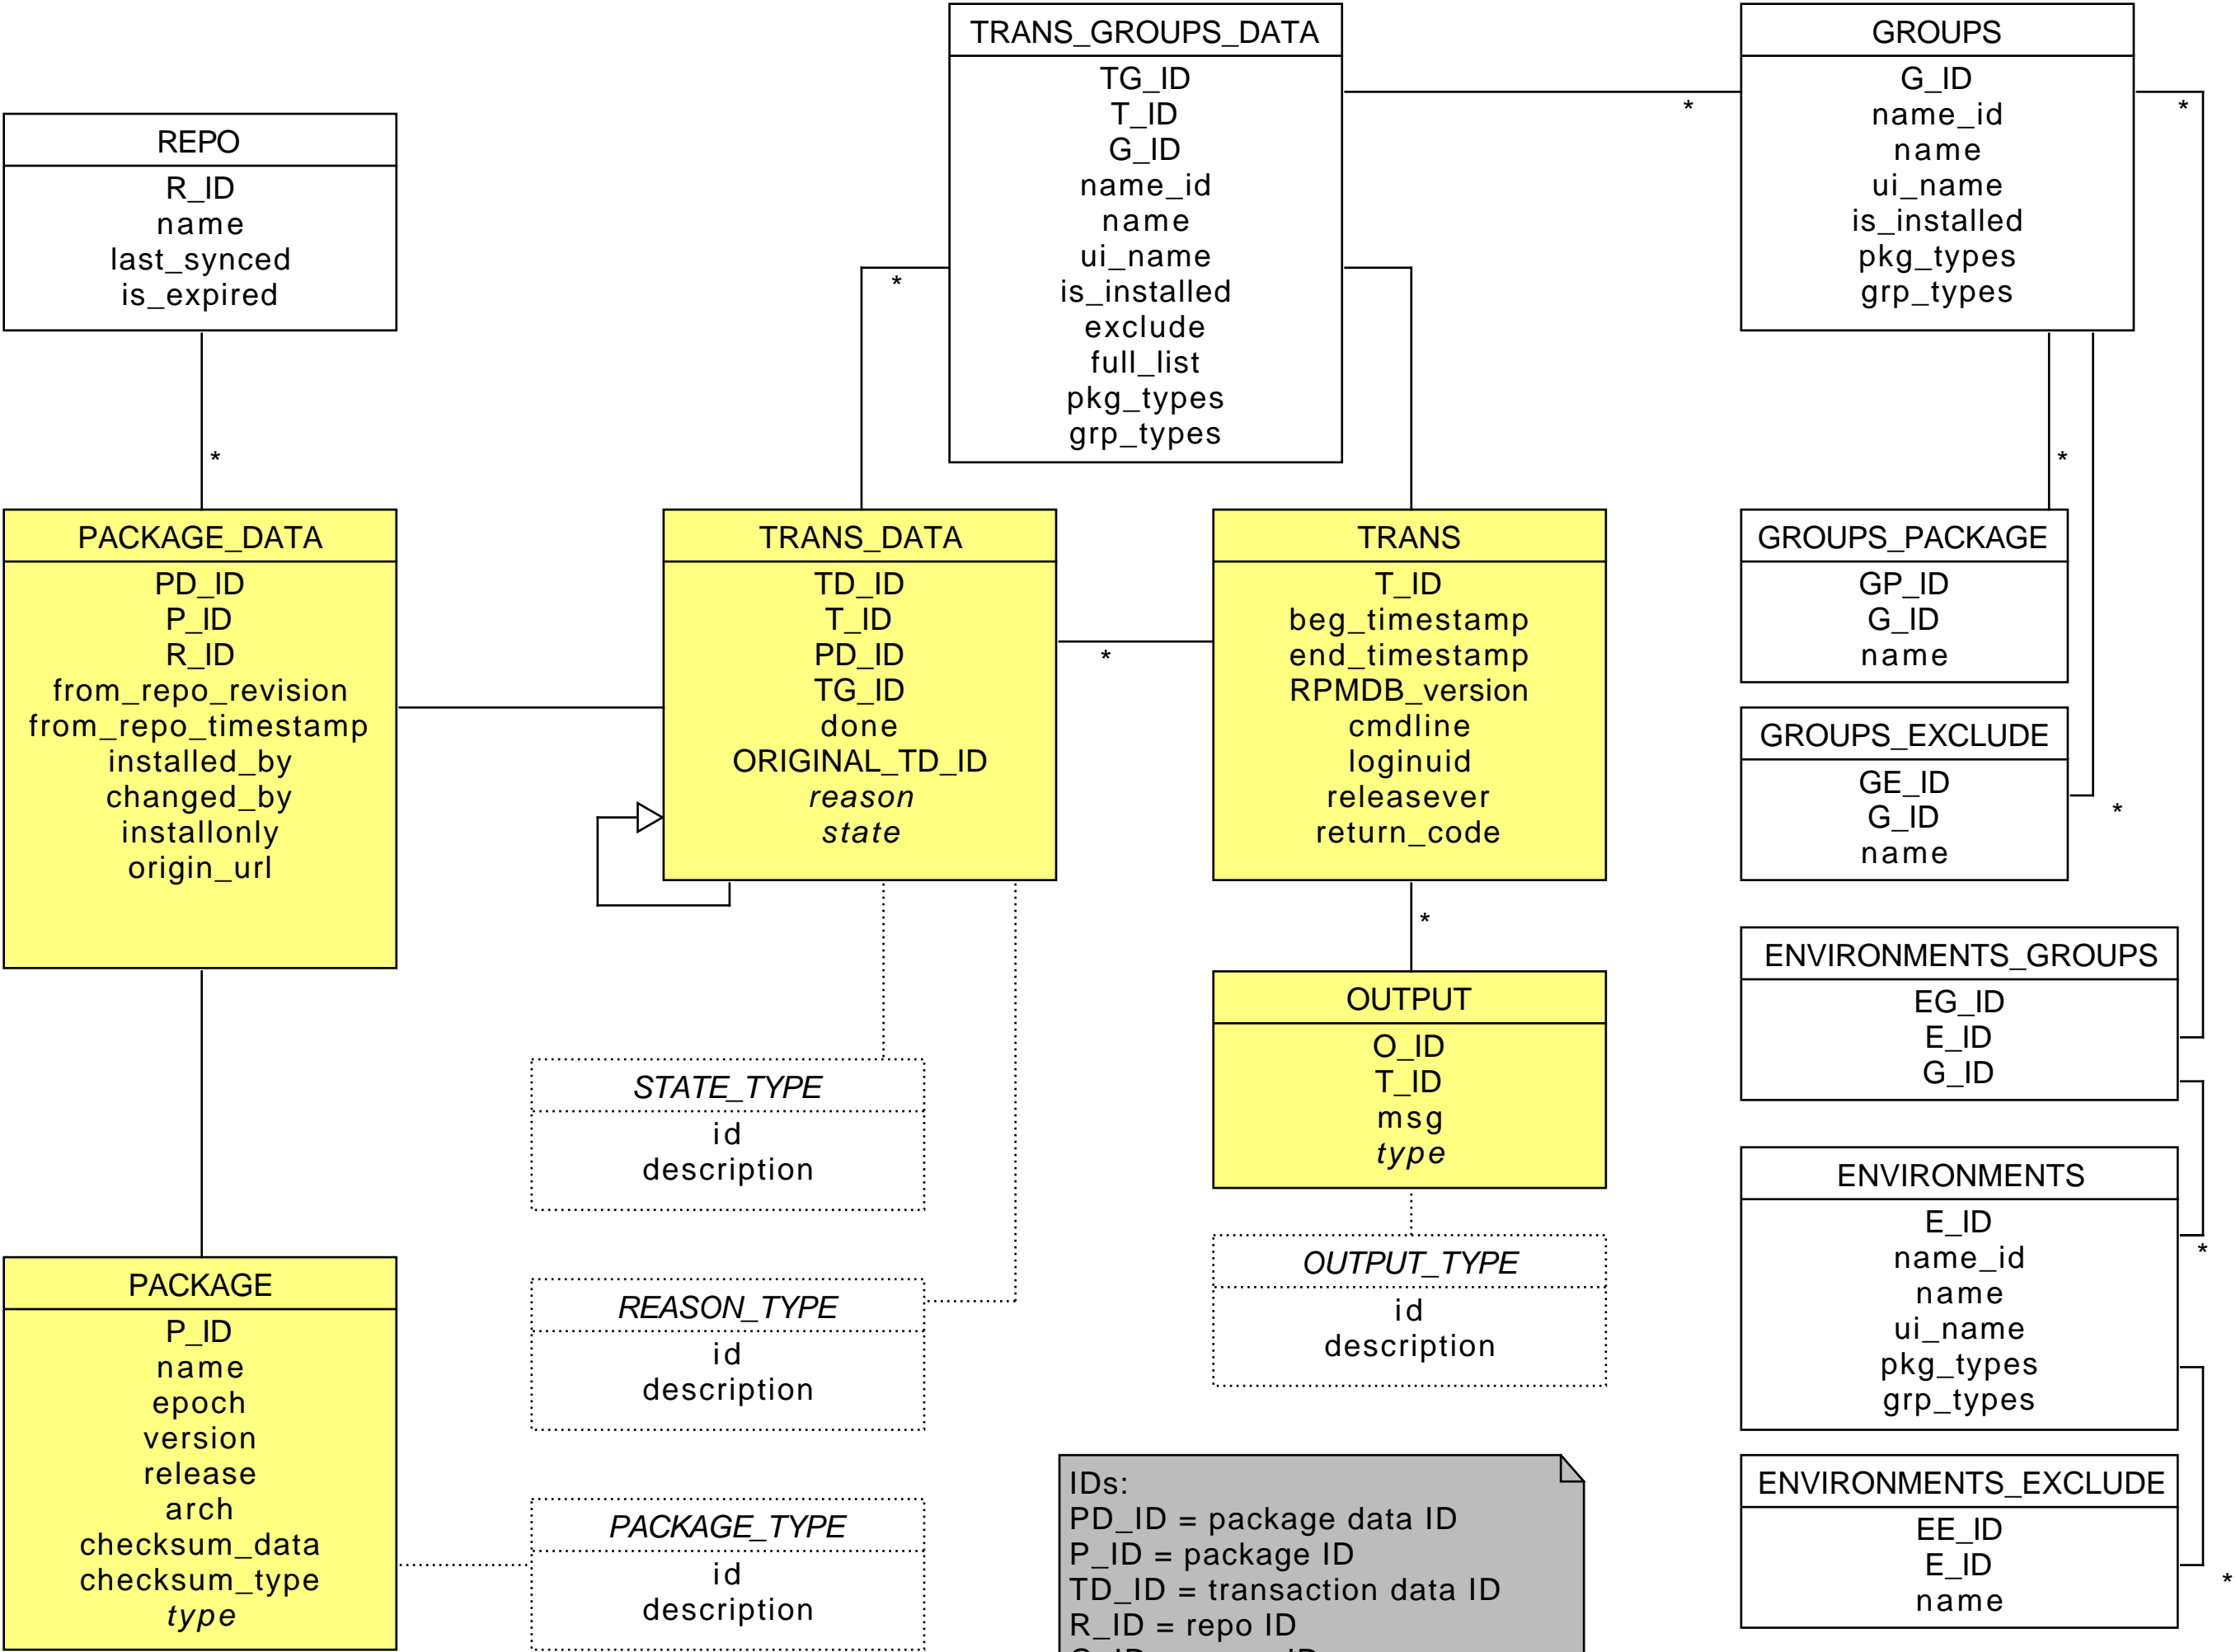 TRANS_GROUPS_DATA
TG_ID
T_ID
G_ID
name_id
name
ui_name
is_installed
exclude
full_list
pkg_types
grp_types
*
*
GROUPS
G_ID
name_id
name
ui_name
is_installed
pkg_types
grp_types
*
*
*
REPO
R_ID
name
last_synced
is_expired
*
PACKAGE_DATA
PD_ID
P_ID
R_ID
from_repo_revision
from_repo_timestamp
installed_by
changed_by
installonly
origin_url
TRANS_DATA
TD_ID
T_ID
PD_ID
TG_ID
done
ORIGINAL_TD_ID
reason
state
*
TRANS
T_ID
beg_timestamp
end_timestamp
RPMDB_version
cmdline
loginuid
releasever
return_code
*
GROUPS_PACKAGE
GP_ID
G_ID
name
GROUPS_EXCLUDE
GE_ID
G_ID
name
ENVIRONMENTS_GROUPS
EG_ID
E_ID
G_ID
OUTPUT
O_ID
T_ID
msg
type
STATE_TYPE
id
description
ENVIRONMENTS
E_ID
name_id
name
ui_name
pkg_types
grp_types
*
PACKAGE
P_ID
name
epoch
version
release
arch
checksum_data
checksum_type
type
REASON_TYPE
id
description
OUTPUT_TYPE
id
description
PACKAGE_TYPE
id
description
IDs:
PD_ID = package data ID
P_ID = package ID
TD_ID = transaction data ID
R_ID = repo ID
ENVIRONMENTS_EXCLUDE
EE_ID
E_ID
name
*